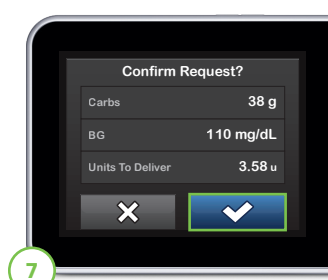 Confirm Request?
Carbs 38 g
BG 110 mg/dL
Units To Deliver 3.58 u
7